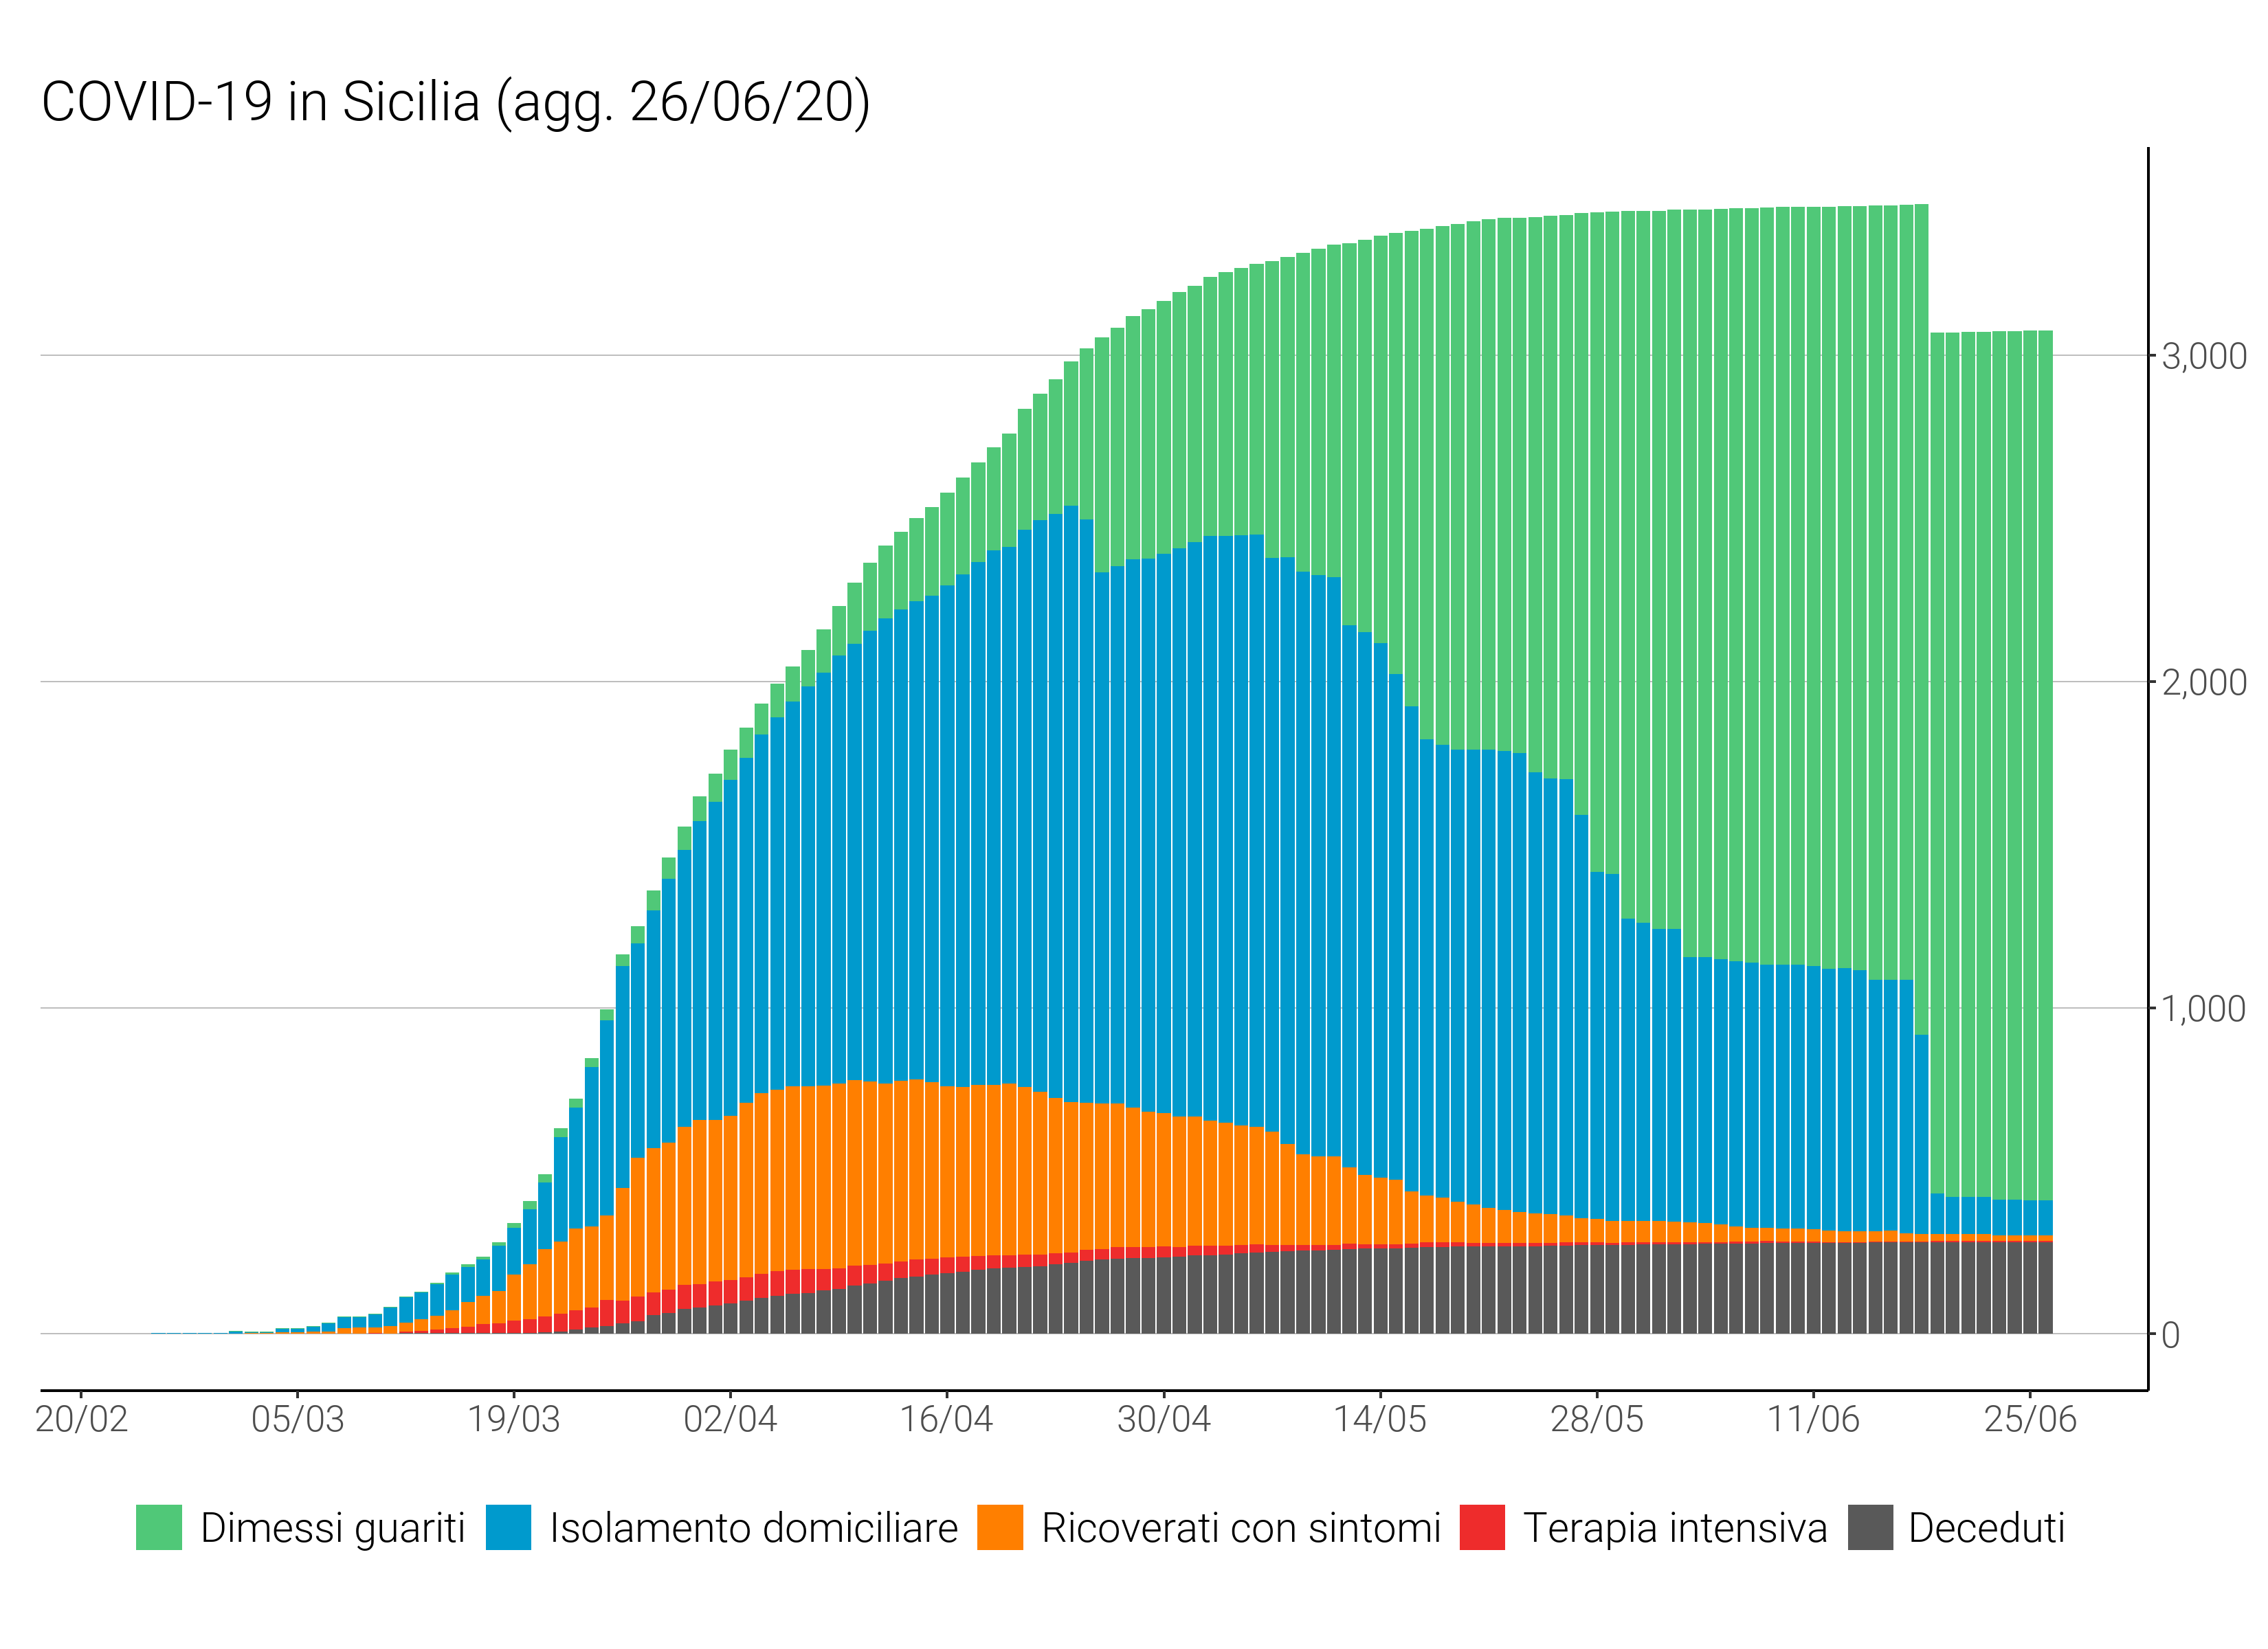 COVID-19 in Sicilia (agg. 26/06/20)
3,000
2,000
1,000
0
20/02 05/03 19/03 02/04 16/04 30/04 14/05 28/05 11/06 25/06
Dimessi guariti Isolamento domiciliare Ricoverati con sintomi Terapia intensiva Deceduti